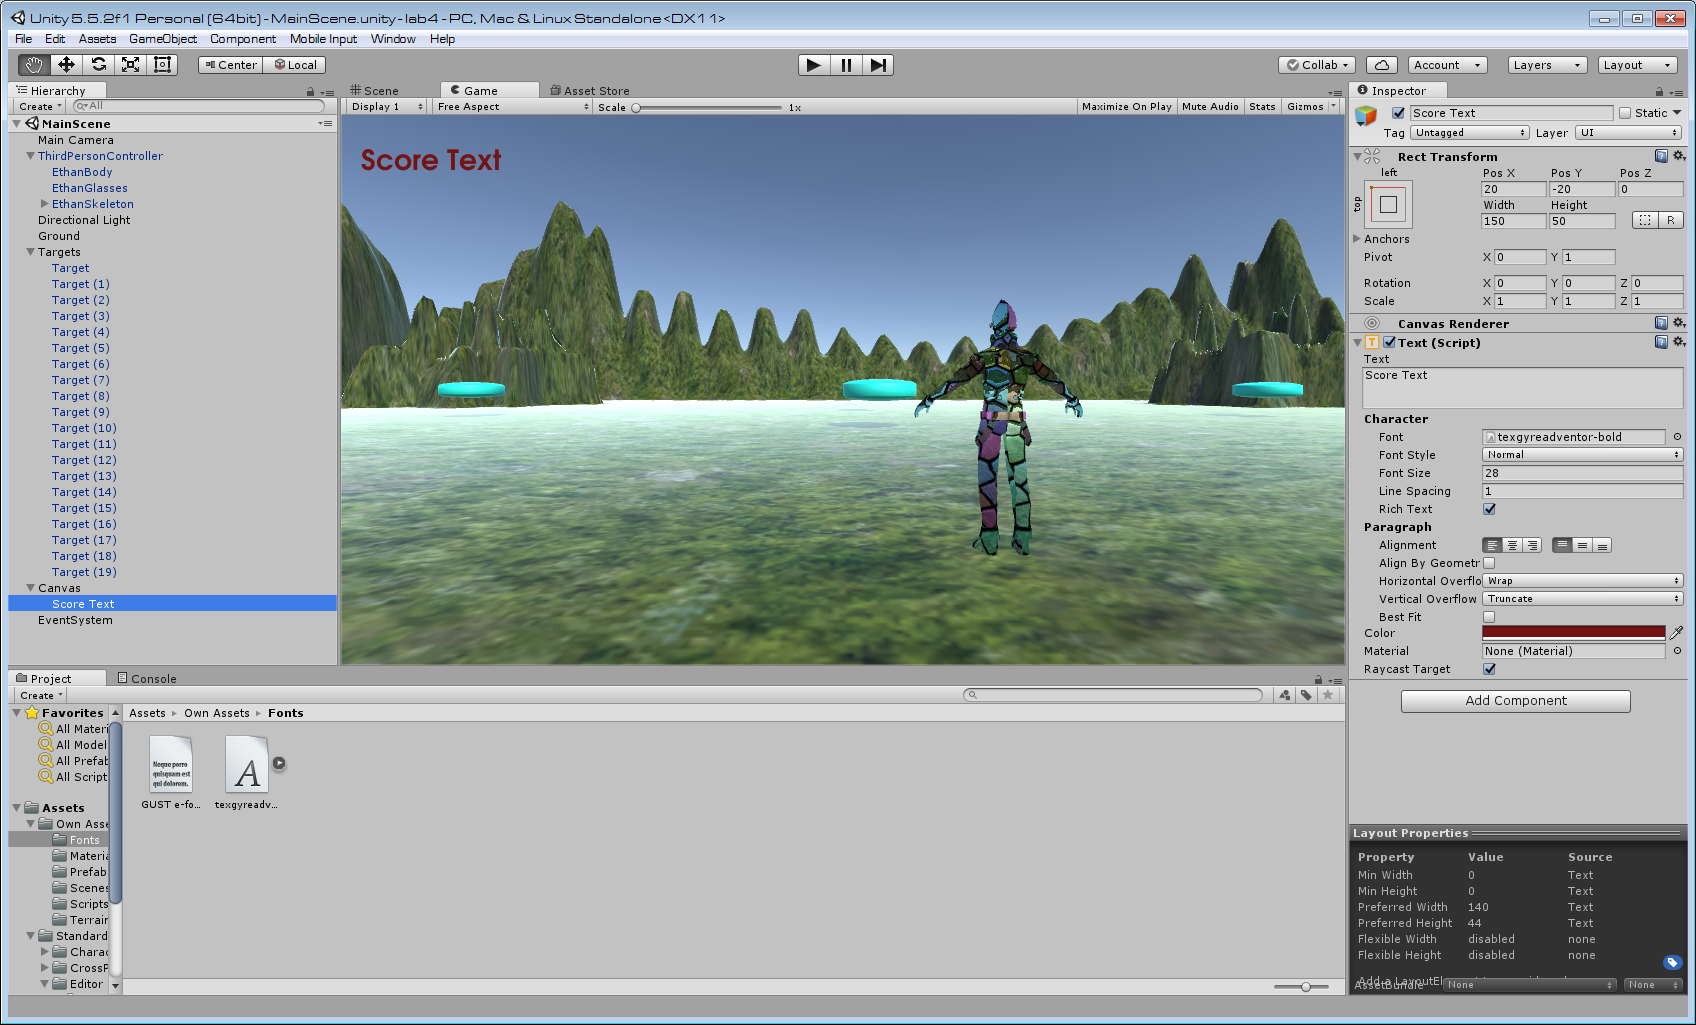 Unity 5.5.2f1 Personal (64bit) - MainScene.unity - lab4 - PC, Mac & Linux Standalone <DX11>
File Edit Assets GameObject Component Mobile Input Window Help
Center Local Collab Account Layers Layout
Hierarchy
Create All
MainScene
Main Camera
ThirdPersonController
EthanBody
EthanGlasses
EthanSkeleton
Directional Light
Ground
Targets
Target
Target (1)
Target (2)
Target (3)
Target (4)
Target (5)
Target (6)
Target (7)
Target (8)
Target (9)
Target (10)
Target (11)
Target (12)
Target (13)
Target (14)
Target (15)
Target (16)
Target (17)
Target (18)
Target (19)
Canvas
Score Text
EventSystem
Scene Game Asset Store
Display 1 Free Aspect Scale 1x Maximize On Play Mute Audio Stats Gizmos
Score Text
Inspector
Score Text Static
Tag Untagged Layer UI
Rect Transform
left Pos X Pos Y Pos Z
top 20 -20 0
Width Height
150 50 R
Anchors
Pivot X 0 Y 1
Rotation X 0 Y 0 Z 0
Scale X 1 Y 1 Z 1
Canvas Renderer
Text (Script)
Text
Score Text
Character
Font texgyreadventor-bold
Font Style Normal
Font Size 28
Line Spacing 1
Rich Text
Paragraph
Alignment
Align By Geometr
Horizontal Overflo Wrap
Vertical Overflow Truncate
Best Fit
Color
Material None (Material)
Raycast Target
Add Component
Layout Properties
Property Value Source
Min Width 0 Text
Min Height 0 Text
Preferred Width 140 Text
Preferred Height 44 Text
Flexible Width disabled none
Flexible Height disabled none
AssetBundle None None
Project Console
Create
Favorites
All Materi
All Model
All Prefab
All Script
Assets
Own Asse
Fonts
Materia
Prefab
Scenes
Scripts
Terrain
Standard
Charac
CrossP
Editor
Assets Own Assets Fonts
Neque porro
quisquam est
qui dolorem.
A
GUST e-fo... texgyreadv...